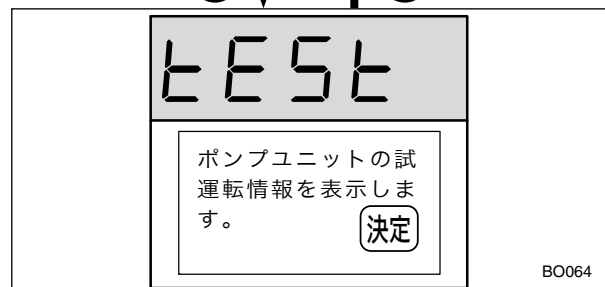 tESt
ポンプユニットの試
運転情報を表示しま
す。
決定
BO064